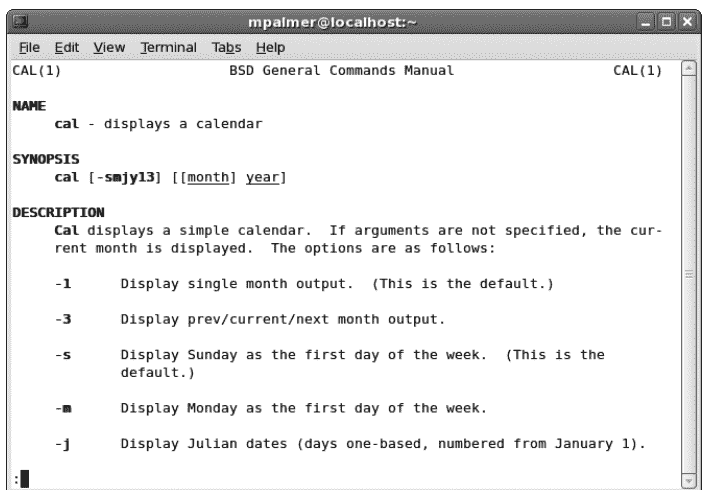 mpalmer@localhost:~
File Edit View Terminal Tabs Help
CAL(1) BSD General Commands Manual CAL(1)
NAME
cal - displays a calendar
SYNOPSIS
cal [-smjy13] [[month] year]
DESCRIPTION
Cal displays a simple calendar. If arguments are not specified, the cur-
rent month is displayed. The options are as follows:
-1 Display single month output. (This is the default.)
-3 Display prev/current/next month output.
-s Display Sunday as the first day of the week. (This is the
default.)
-m Display Monday as the first day of the week.
-j Display Julian dates (days one-based, numbered from January 1).
: